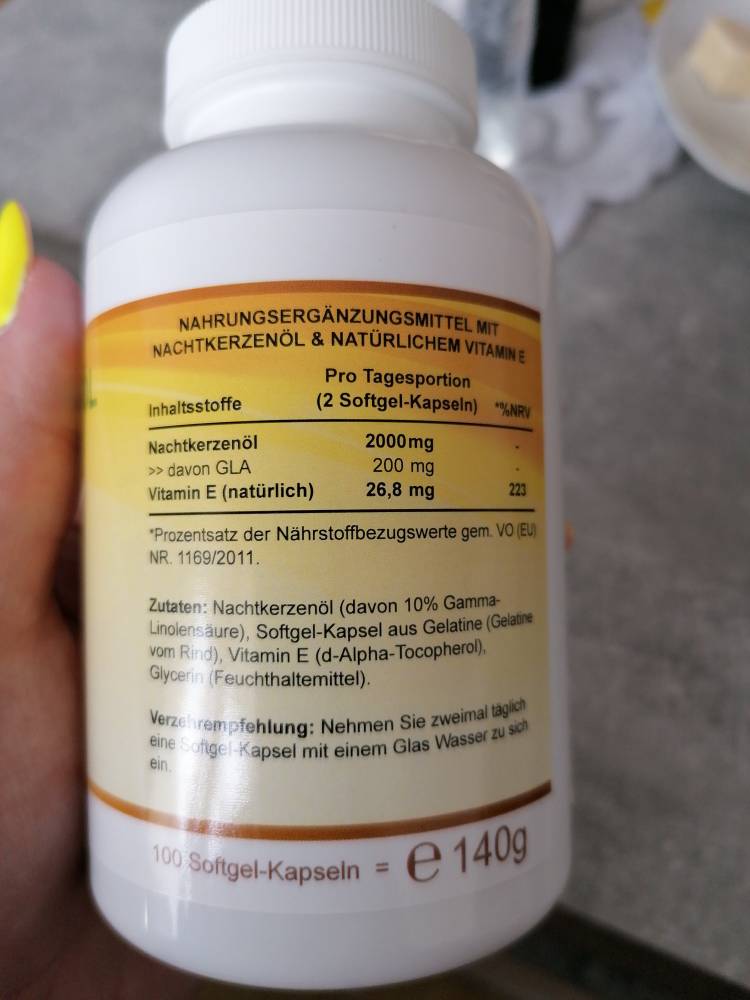 NAHRUNGSERGÄNZUNGSMITTEL MIT
NACHTKERZENÖL & NATÜRLICHEM VITAMIN E
Pro Tagesportion
Inhaltsstoffe (2 Softgel-Kapseln) *%NRV
Nachtkerzenöl 2000mg -
>> davon GLA 200 mg -
Vitamin E (natürlich) 26,8 mg 223
*Prozentsatz der Nährstoffbezugswerte gem. VO (EU)
NR. 1169/2011.
Zutaten: Nachtkerzenöl (davon 10% Gamma-
Linolensäure), Softgel-Kapsel aus Gelatine (Gelatine
vom Rind), Vitamin E (d-Alpha-Tocopherol),
Glycerin (Feuchthaltemittel).
Verzehrempfehlung: Nehmen Sie zweimal täglich
eine Softgel-Kapsel mit einem Glas Wasser zu sich
ein.
100 Softgel-Kapseln = e 140g